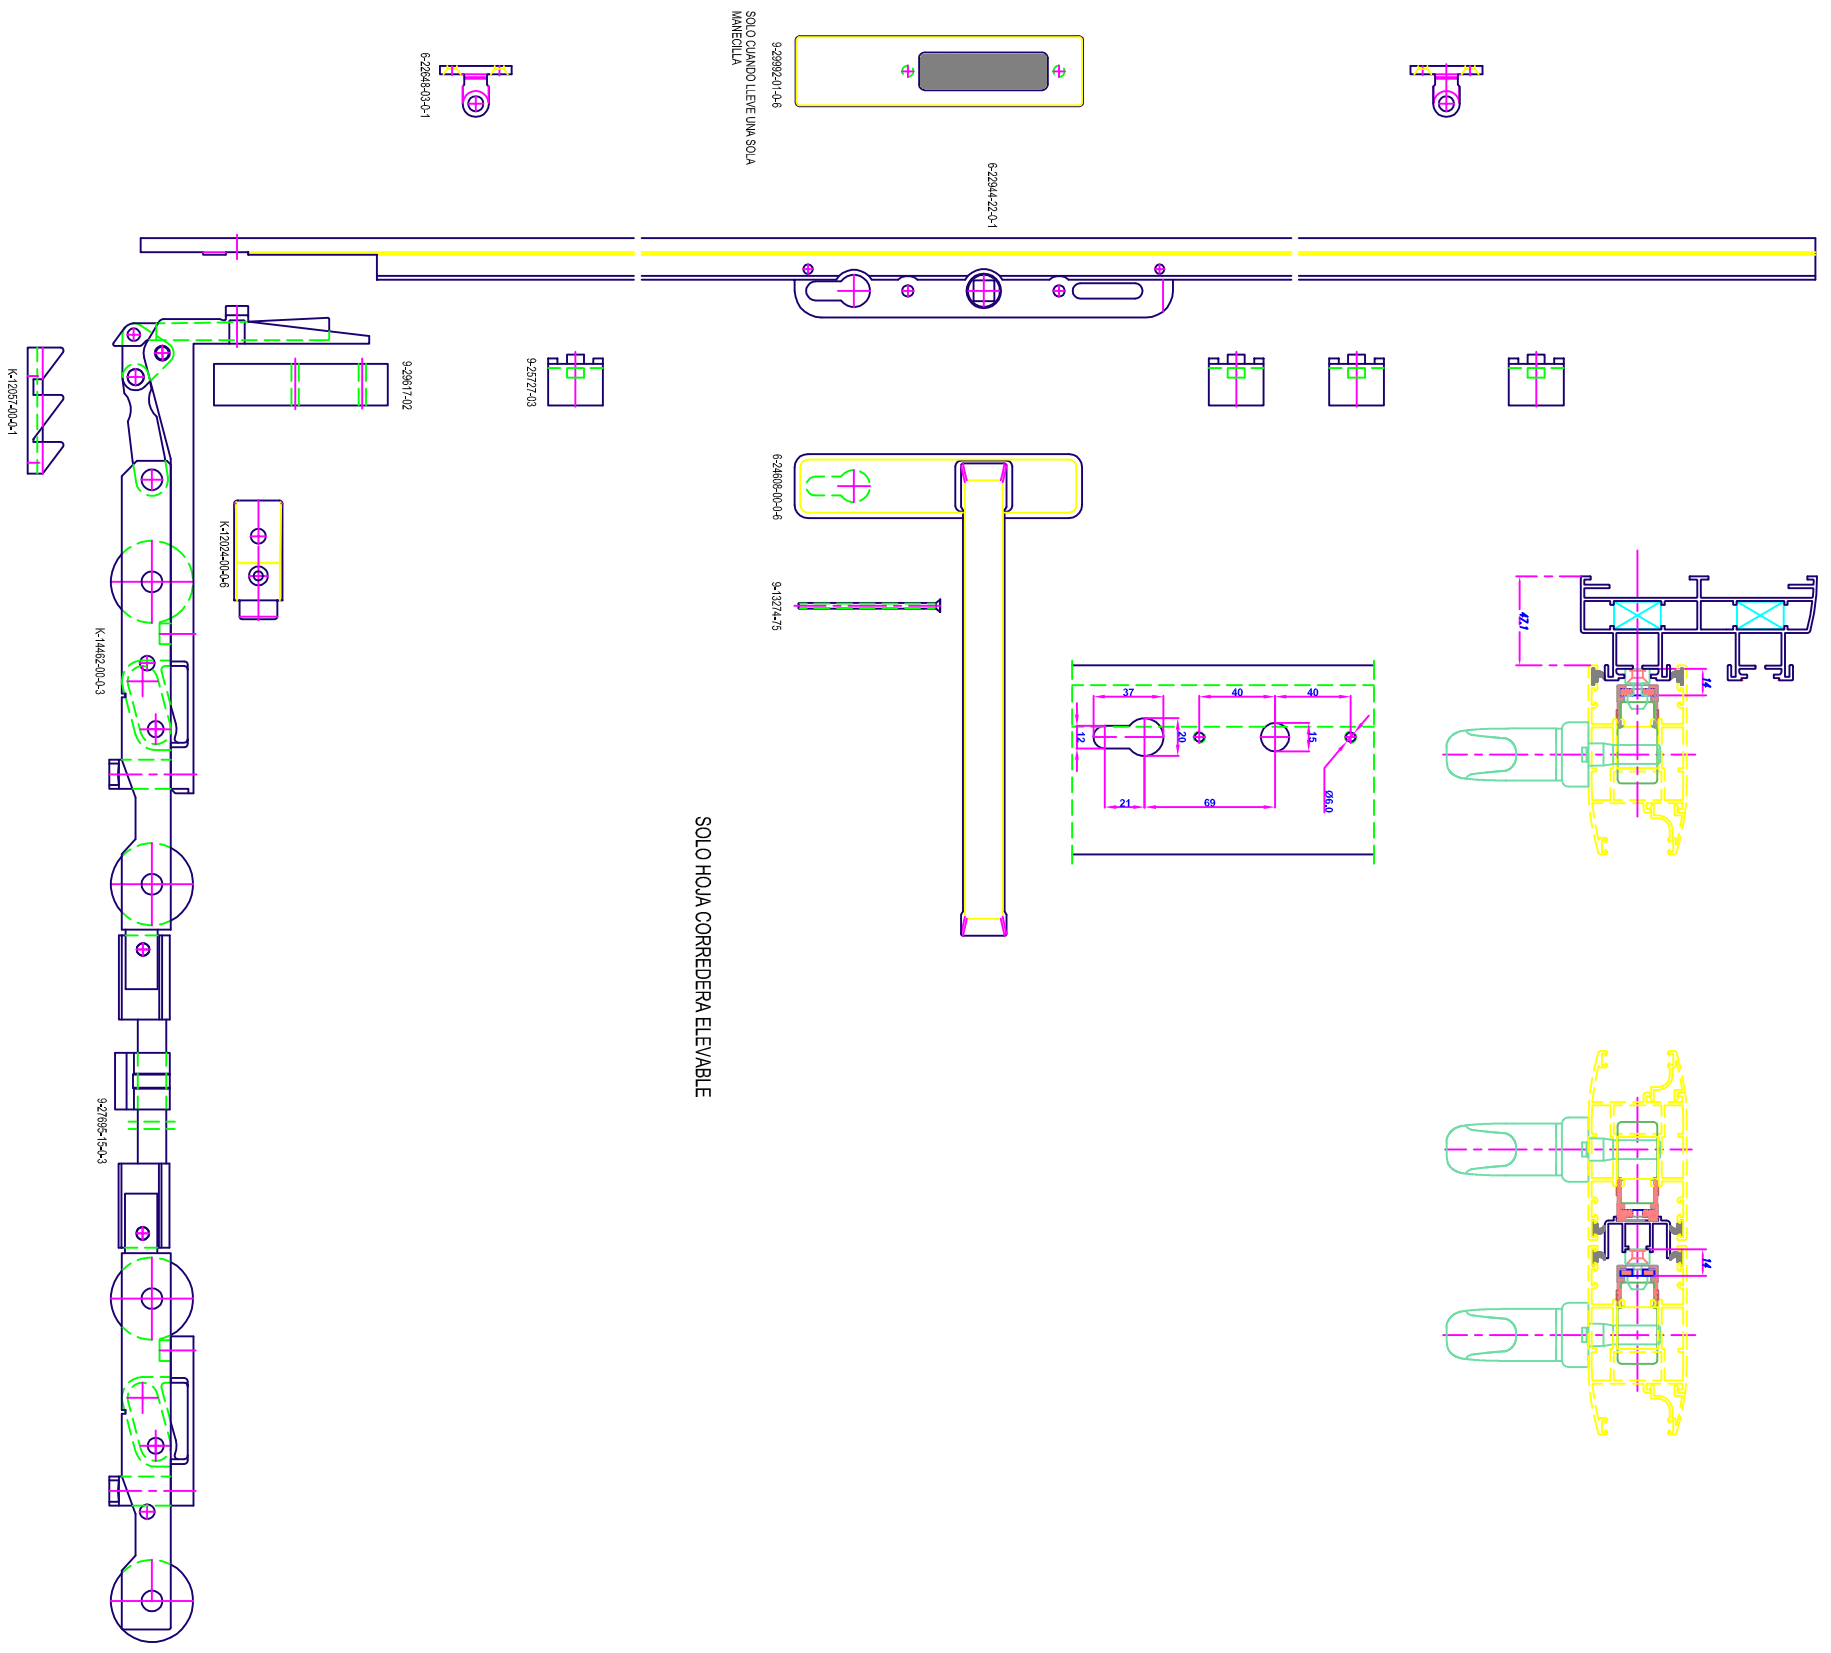 SOLO CUANDO LLEVE UNA SOLA
MANECILLA
9-29992-01-0-6
6-22648-03-0-1
6-22944-22-0-1
K-12057-00-0-1
9-29617-02
9-25727-03
6-24608-00-0-6
K-12024-00-0-6
9-13274-75
K-14462-00-0-3
47,1
14
37
40
40
12
20
15
21
69
Ø6.0
SOLO HOJA CORREDERA ELEVABLE
9-27695-15-0-3
14